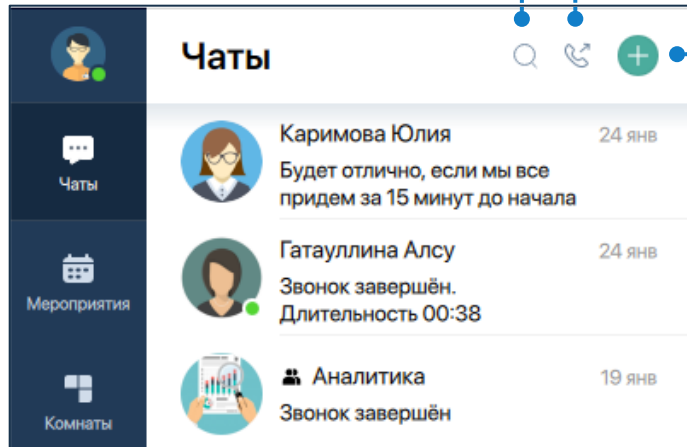 Чаты
Каримова Юлия 24 янв
Будет отлично, если мы все
придем за 15 минут до начала
Чаты
Гатауллина Алсу 24 янв
Звонок завершён.
Длительность 00:38
Мероприятия
Аналитика 19 янв
Звонок завершён
Комнаты